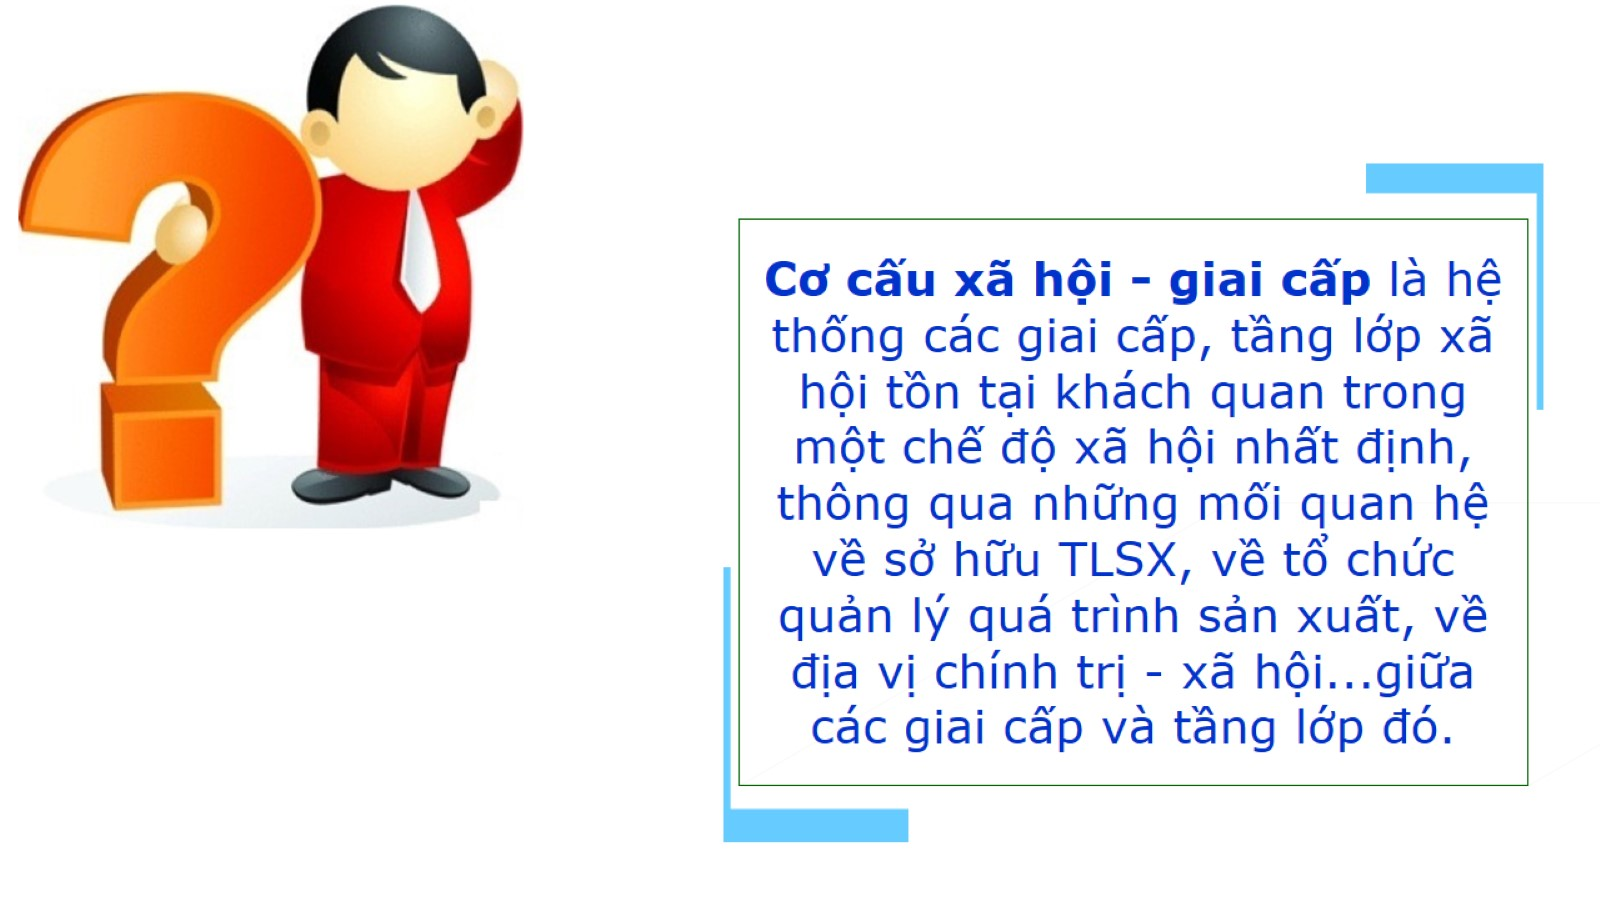 Cơ cấu xã hội – giai cấp là hệ
thống các giai cấp, tầng lớp xã
hội tồn tại khách quan trong
một chế độ xã hội nhất định,
thông qua những mối quan hệ
về sở hữu TLSX, về tổ chức
quản lý quá trình sản xuất, về
địa vị chính trị - xã hội...giữa
các giai cấp và tầng lớp đó.